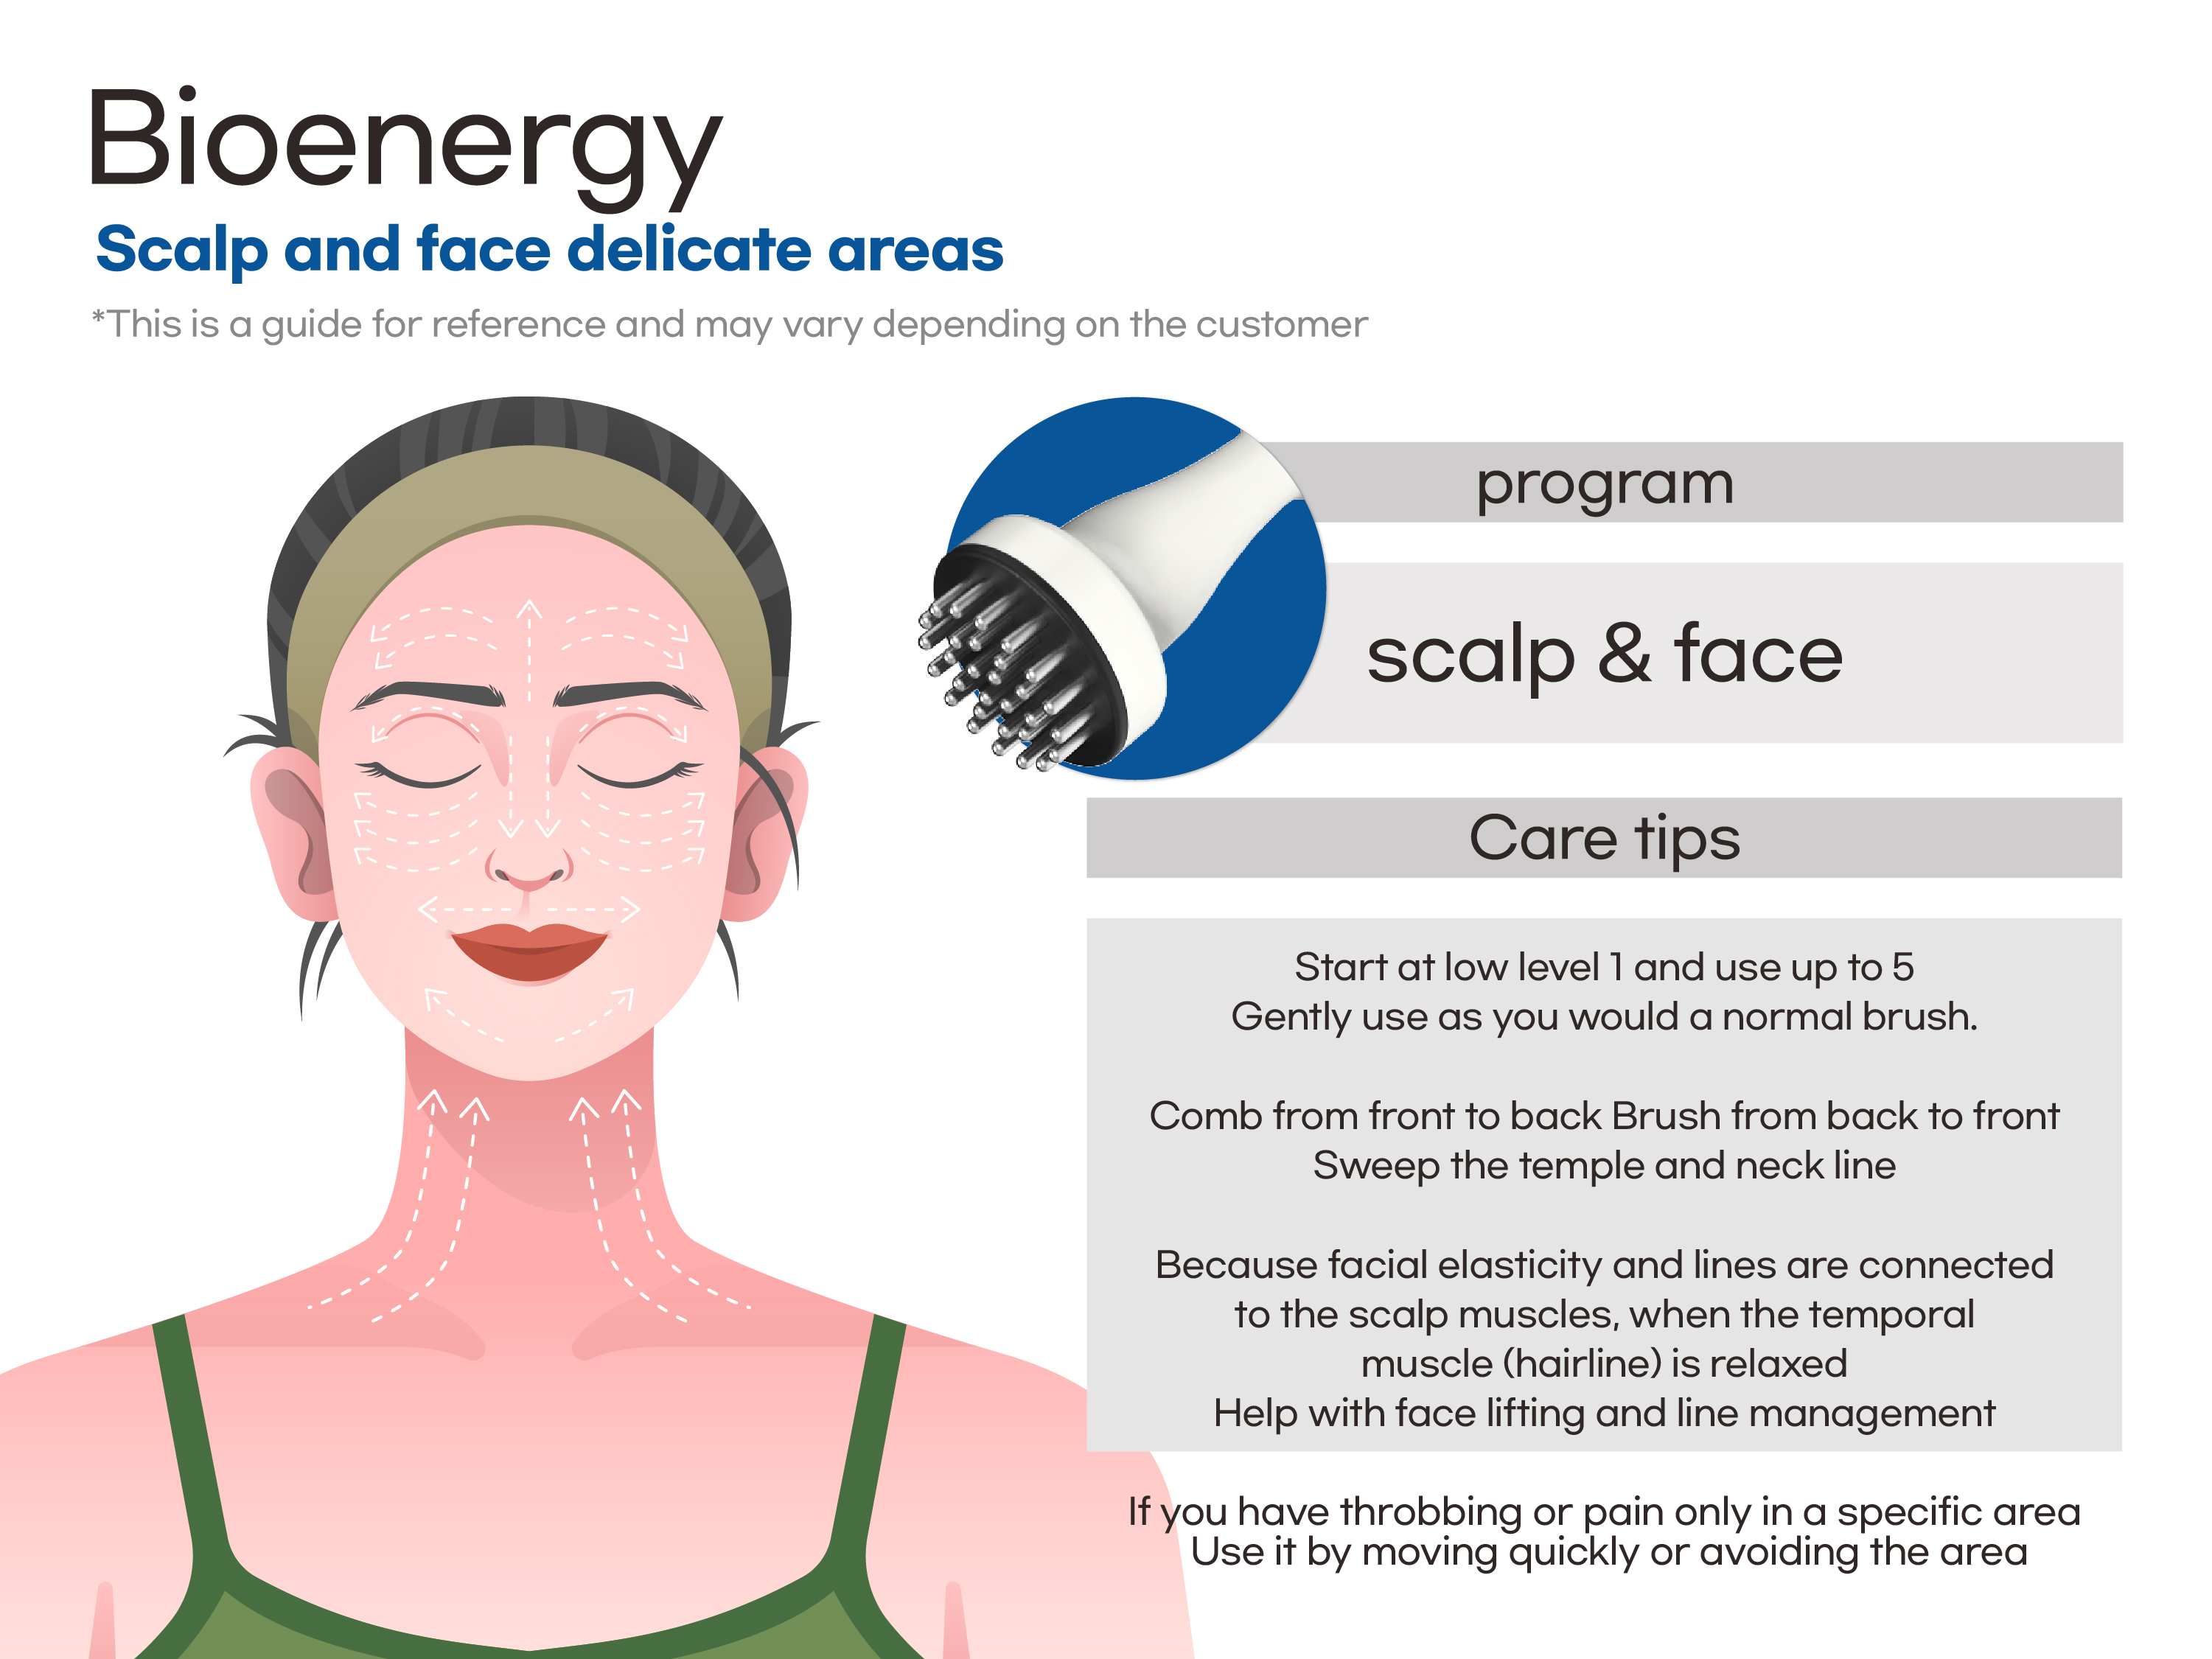 Bioenergy
Scalp and face delicate areas
*This is a guide for reference and may vary depending on the customer
program
scalp & face
Care tips
Start at low level 1 and use up to 5
Gently use as you would a normal brush.
Comb from front to back Brush from back to front
Sweep the temple and neck line
Because facial elasticity and lines are connected
to the scalp muscles, when the temporal
muscle (hairline) is relaxed
Help with face lifting and line management
If you have throbbing or pain only in a specific area
Use it by moving quickly or avoiding the area